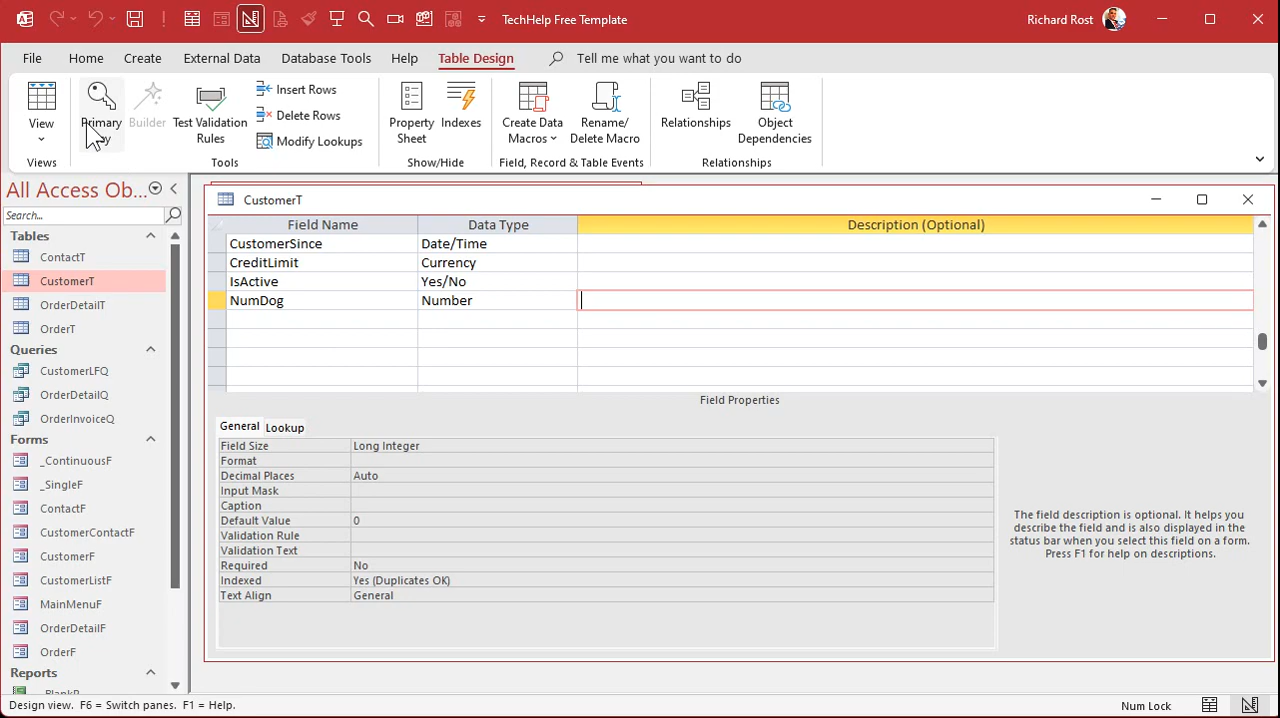 TechHelp Free Template
Richard Rost
File Home Create External Data Database Tools Help Table Design Tell me what you want to do
View
Views
Primary
Builder
Test Validation
Rules
Insert Rows
Delete Rows
Modify Lookups
Tools
Property
Sheet
Indexes
Show/Hide
Create Data
Macros
Rename/
Delete Macro
Field, Record & Table Events
Relationships
Object
Dependencies
Relationships
All Access Ob...
Search...
Tables
ContactT
CustomerT
OrderDetailT
OrderT
Queries
CustomerLFQ
OrderDetailQ
OrderInvoiceQ
Forms
_ContinuousF
_SingleF
ContactF
CustomerContactF
CustomerF
CustomerListF
MainMenuF
OrderDetailF
OrderF
Reports
_BlankR
CustomerT
Field Name Data Type Description (Optional)
CustomerSince Date/Time
CreditLimit Currency
IsActive Yes/No
NumDog Number
Field Properties
General Lookup
Field Size Long Integer
Format
Decimal Places Auto
Input Mask
Caption
Default Value 0
Validation Rule
Validation Text
Required No
Indexed Yes (Duplicates OK)
Text Align General
The field description is optional. It helps you
describe the field and is also displayed in the
status bar when you select this field on a form.
Press F1 for help on descriptions.
Design view. F6 = Switch panes. F1 = Help.
Num Lock